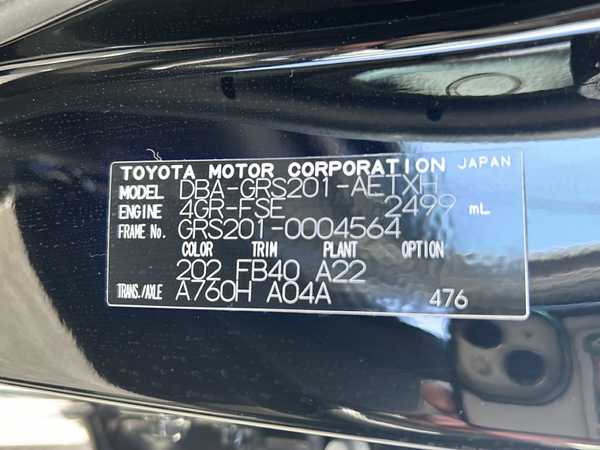 TOYOTA MOTOR CORPORATION JAPAN
MODEL DBA-GRS201-AETXH
ENGINE 4GR-FSE 2499 mL
FRAME No. GRS201-0004564
COLOR TRIM PLANT OPTION
202 FB40 A22
TRANS./AXLE A760H A04A 476